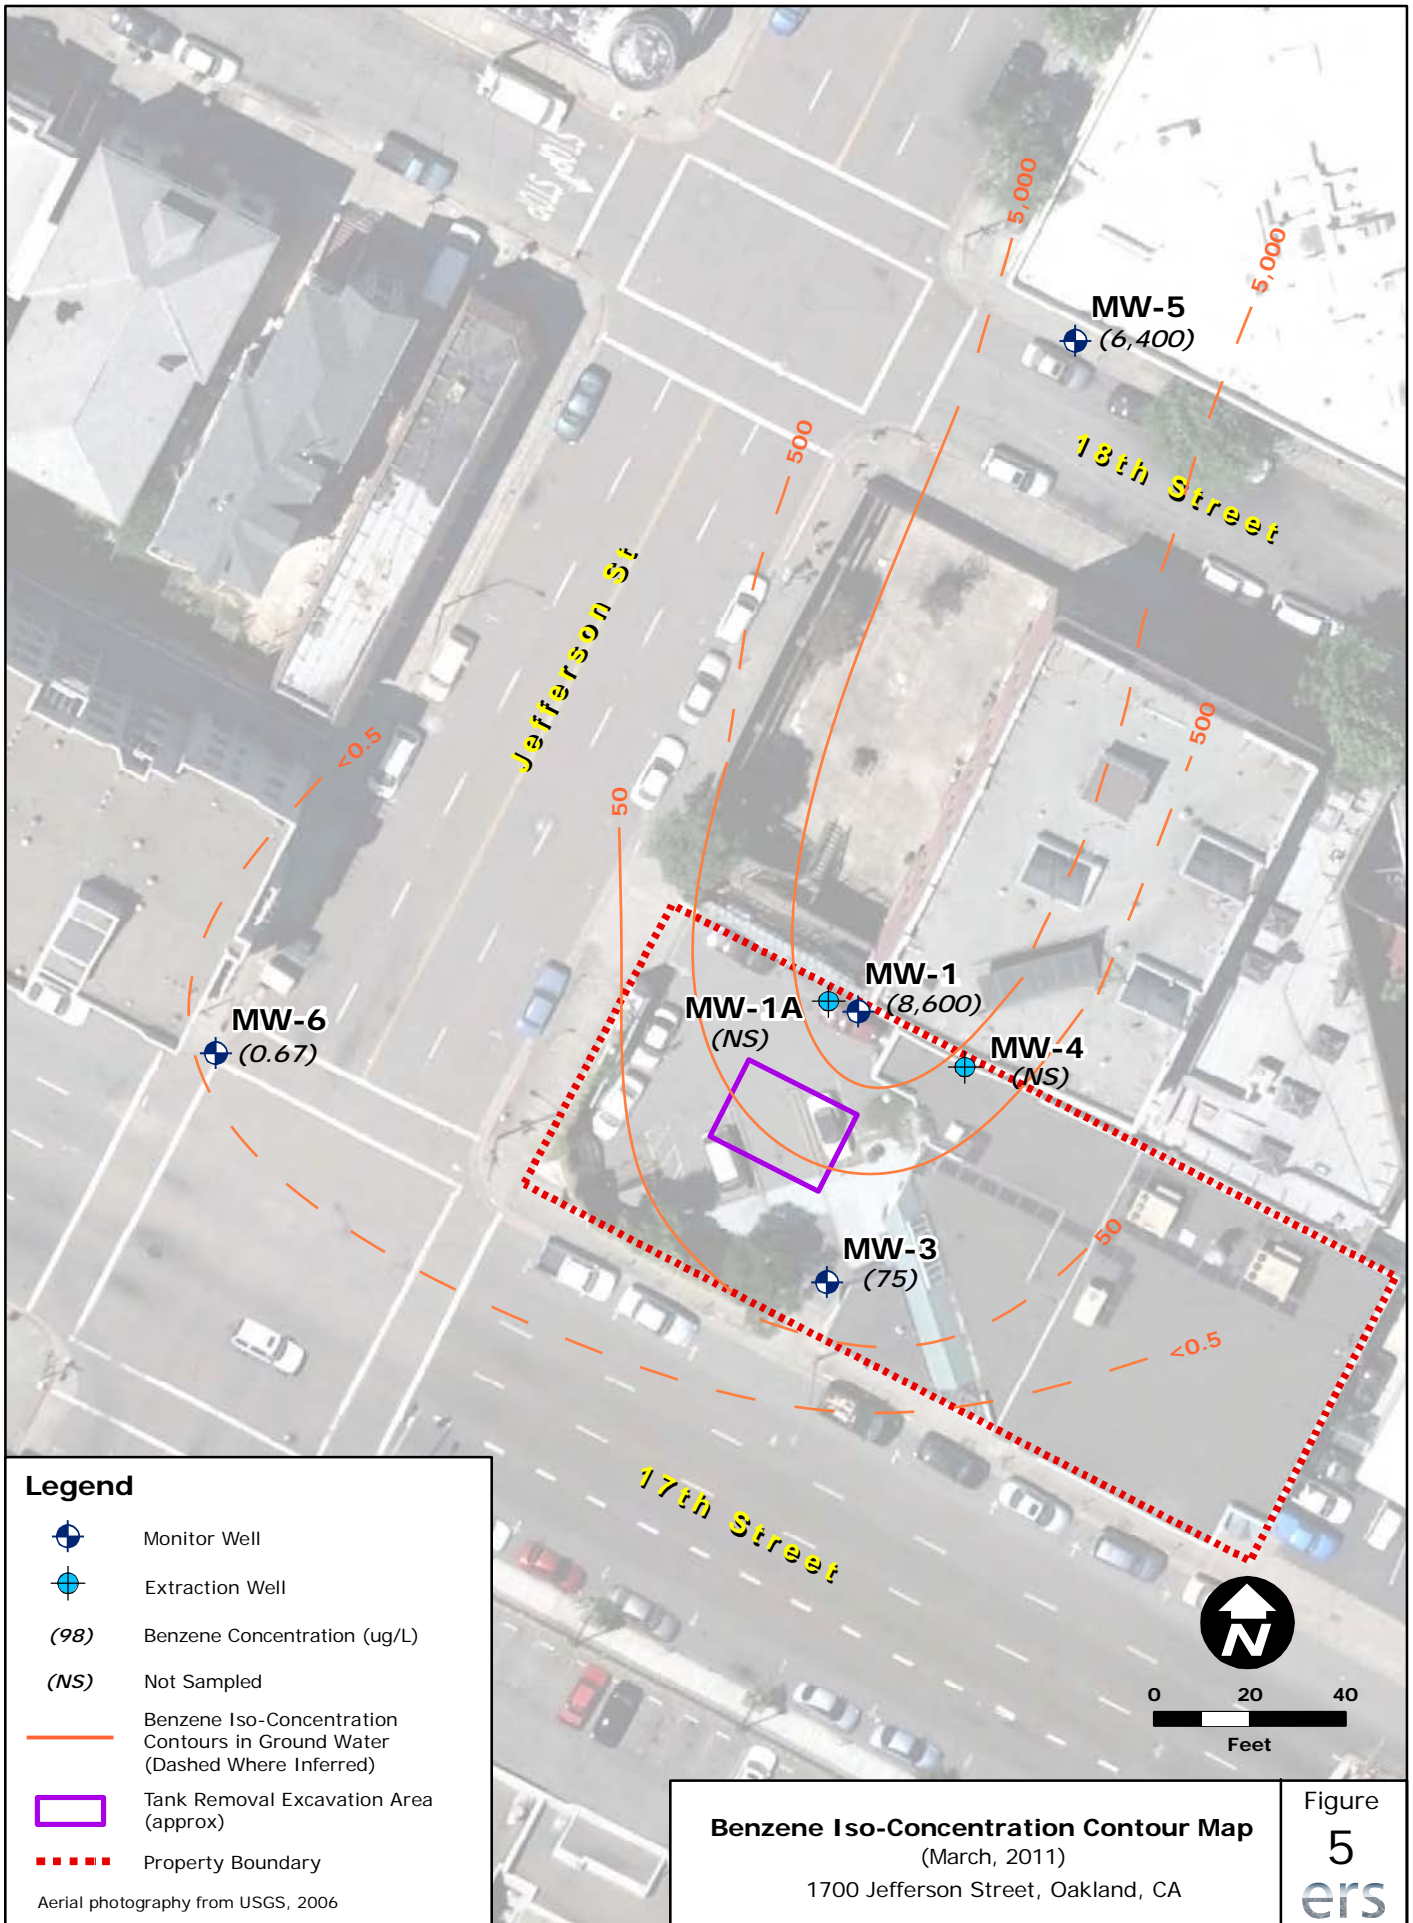 STOP
5,000
5,000
MW-5
(6,400)
500
18th Street
Jefferson St
<0.5
500
50
MW-1
(8,600)
MW-1A
(NS)
MW-6
(0.67)
MW-4
(NS)
50
MW-3
(75)
<0.5
17th Street
N
0 20 40
Feet
Legend
Monitor Well
Extraction Well
(98) Benzene Concentration (ug/L)
(NS) Not Sampled
Benzene Iso-Concentration
Contours in Ground Water
(Dashed Where Inferred)
Tank Removal Excavation Area
(approx)
Property Boundary
Aerial photography from USGS, 2006
Benzene Iso-Concentration Contour Map
(March, 2011)
1700 Jefferson Street, Oakland, CA
Figure
5
ers